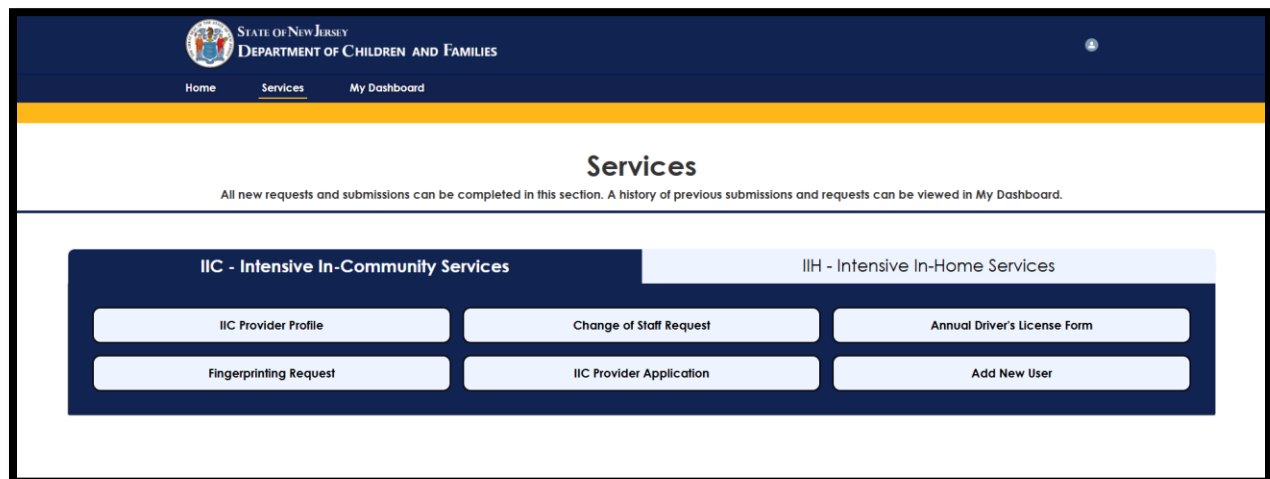 STATE OF NEW JERSEY
DEPARTMENT OF CHILDREN AND FAMILIES
Home Services My Dashboard
Services
All new requests and submissions can be completed in this section. A history of previous submissions and requests can be viewed in My Dashboard.
IIC - Intensive In-Community Services IIH - Intensive In-Home Services
IIC Provider Profile Change of Staff Request Annual Driver's License Form
Fingerprinting Request IIC Provider Application Add New User